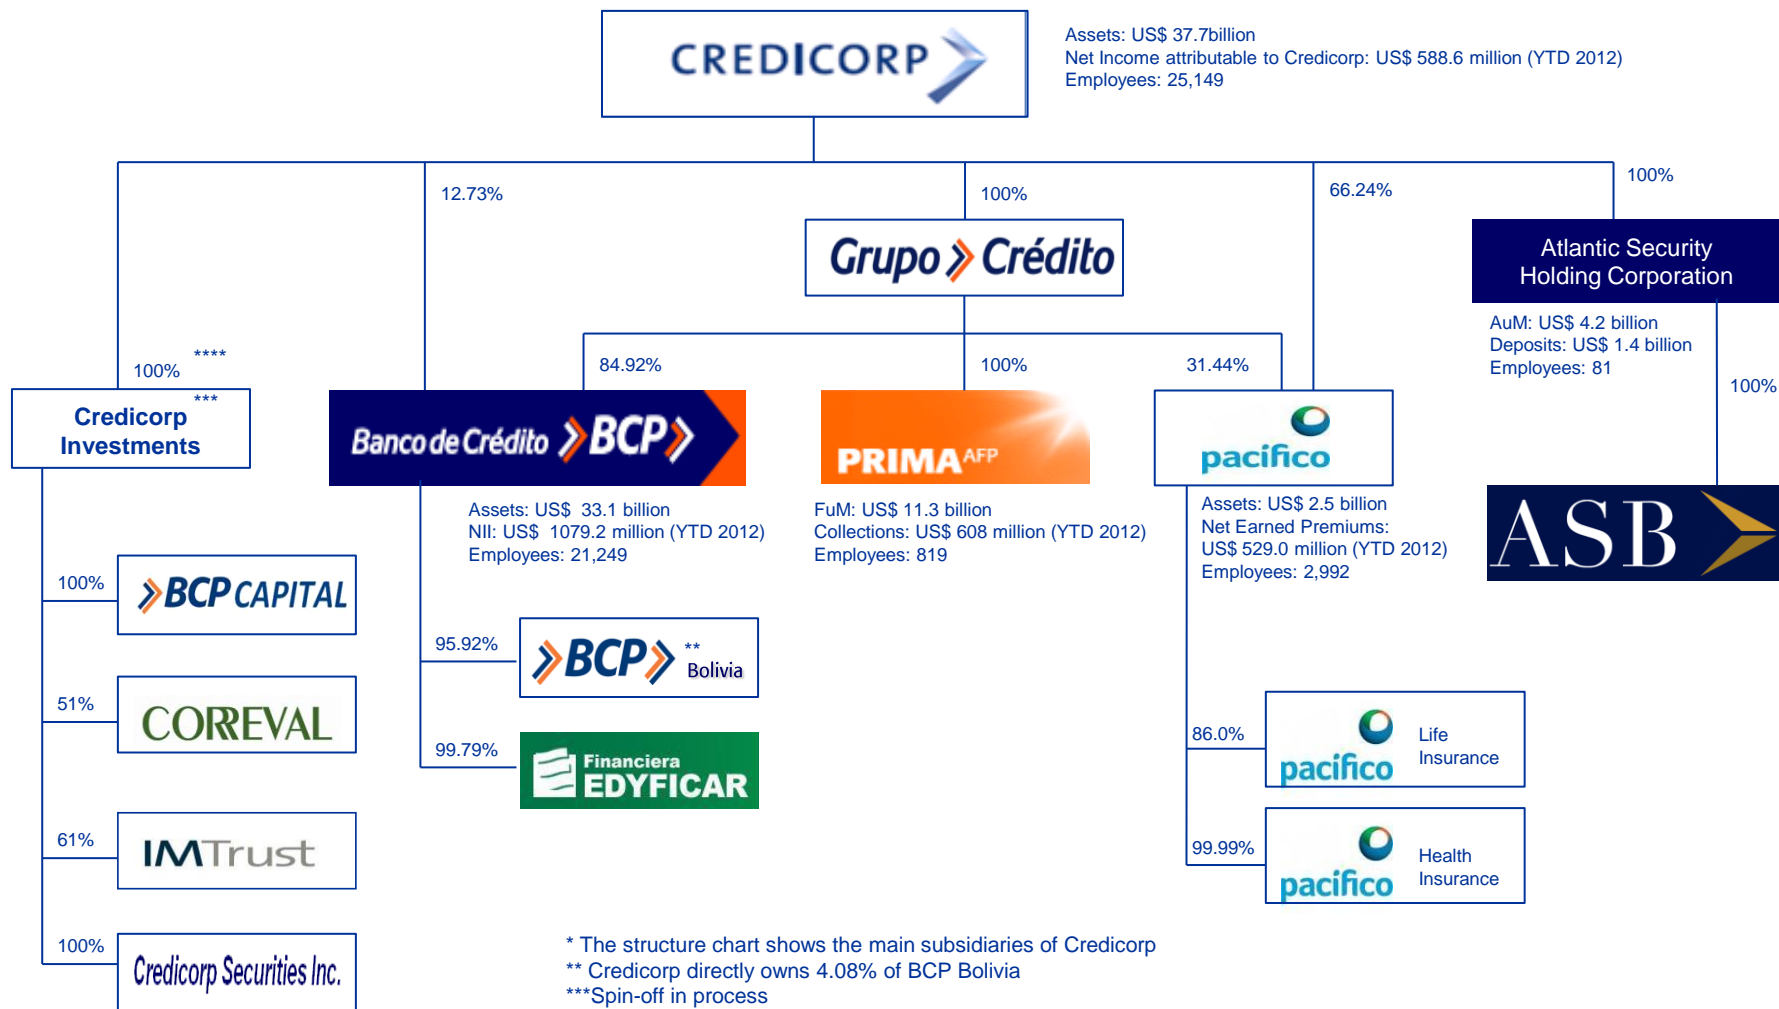 CREDICORP
Assets: US$ 37.7billion
Net Income attributable to Credicorp: US$ 588.6 million (YTD 2012)
Employees: 25,149
12.73%
100%
66.24%
100%
Grupo Crédito
Atlantic Security
Holding Corporation
AuM: US$ 4.2 billion
Deposits: US$ 1.4 billion
Employees: 81
100%
****
100%
***
Credicorp
Investments
84.92%
100%
31.44%
Banco de Crédito BCP
PRIMA AFP
pacífico
ASB
Assets: US$ 33.1 billion
NII: US$ 1079.2 million (YTD 2012)
Employees: 21,249
FuM: US$ 11.3 billion
Collections: US$ 608 million (YTD 2012)
Employees: 819
Assets: US$ 2.5 billion
Net Earned Premiums:
US$ 529.0 million (YTD 2012)
Employees: 2,992
100%
BCP CAPITAL
95.92%
BCP **
Bolivia
51%
CORREVAL
99.79%
Financiera
EDYFICAR
86.0%
pacífico
Life
Insurance
61%
IMTrust
99.99%
pacífico
Health
Insurance
100%
Credicorp Securities Inc.
* The structure chart shows the main subsidiaries of Credicorp
** Credicorp directly owns 4.08% of BCP Bolivia
***Spin-off in process